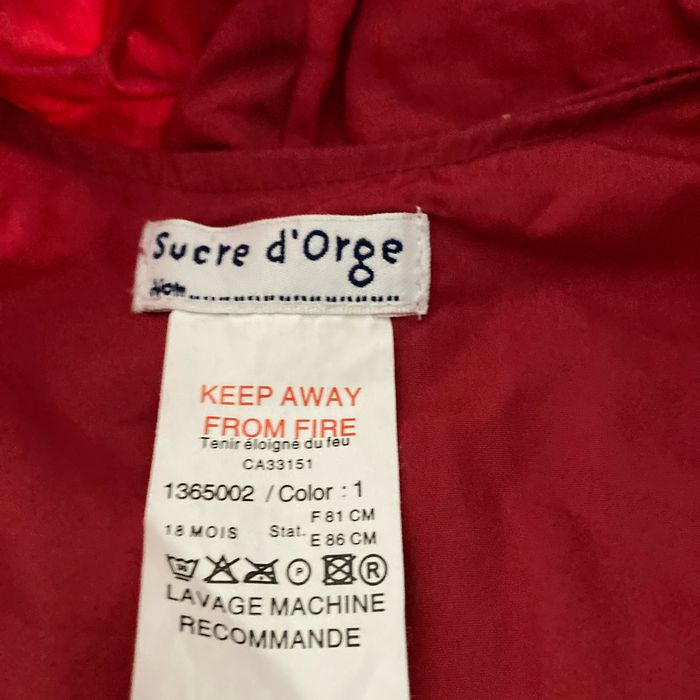 Sucre d'Orge
Nom
KEEP AWAY
FROM FIRE
Tenir éloigné du feu
CA33151
1365002 / Color : 1
18 MOIS Stat. F 81 CM
E 86 CM
P R
LAVAGE MACHINE
RECOMMANDE